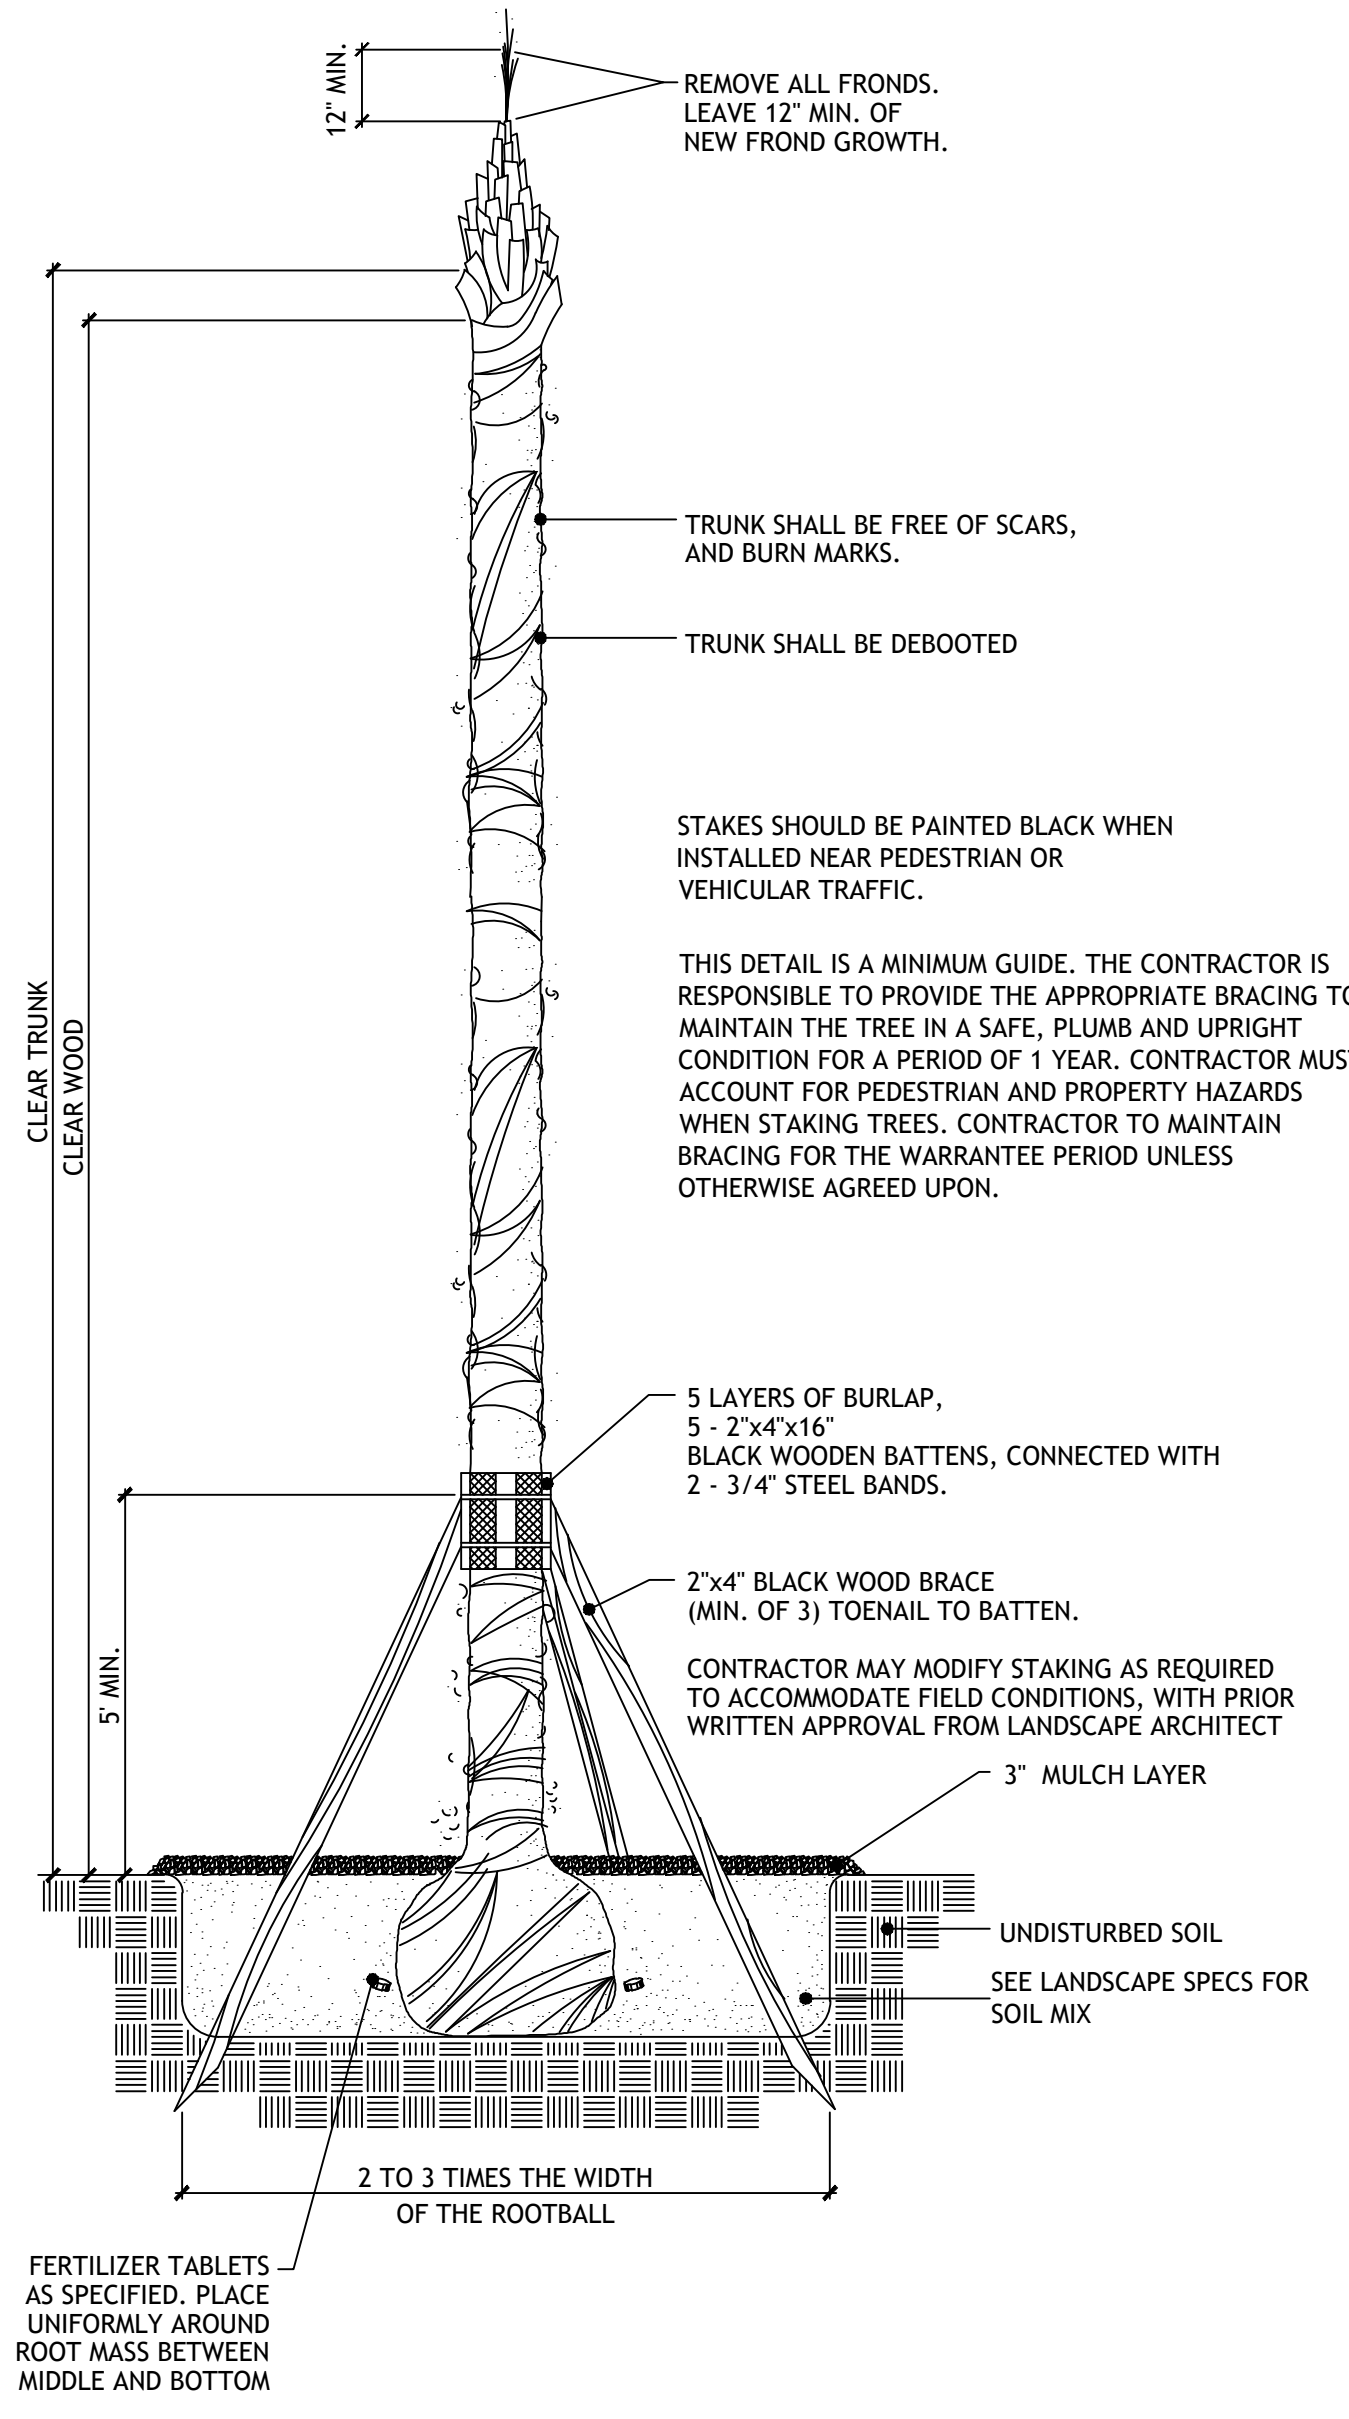 12" MIN.
REMOVE ALL FRONDS.
LEAVE 12" MIN. OF
NEW FROND GROWTH.
TRUNK SHALL BE FREE OF SCARS,
AND BURN MARKS.
TRUNK SHALL BE DEBOOTED
STAKES SHOULD BE PAINTED BLACK WHEN
INSTALLED NEAR PEDESTRIAN OR
VEHICULAR TRAFFIC.
THIS DETAIL IS A MINIMUM GUIDE. THE CONTRACTOR IS
RESPONSIBLE TO PROVIDE THE APPROPRIATE BRACING TO
MAINTAIN THE TREE IN A SAFE, PLUMB AND UPRIGHT
CONDITION FOR A PERIOD OF 1 YEAR. CONTRACTOR MUST
ACCOUNT FOR PEDESTRIAN AND PROPERTY HAZARDS
WHEN STAKING TREES. CONTRACTOR TO MAINTAIN
BRACING FOR THE WARRANTEE PERIOD UNLESS
OTHERWISE AGREED UPON.
CLEAR TRUNK
CLEAR WOOD
5 LAYERS OF BURLAP,
5 - 2"x4"x16"
BLACK WOODEN BATTENS, CONNECTED WITH
2 - 3/4" STEEL BANDS.
2"x4" BLACK WOOD BRACE
(MIN. OF 3) TOENAIL TO BATTEN.
5' MIN.
CONTRACTOR MAY MODIFY STAKING AS REQUIRED
TO ACCOMMODATE FIELD CONDITIONS, WITH PRIOR
WRITTEN APPROVAL FROM LANDSCAPE ARCHITECT
3" MULCH LAYER
UNDISTURBED SOIL
SEE LANDSCAPE SPECS FOR
SOIL MIX
2 TO 3 TIMES THE WIDTH
OF THE ROOTBALL
FERTILIZER TABLETS
AS SPECIFIED. PLACE
UNIFORMLY AROUND
ROOT MASS BETWEEN
MIDDLE AND BOTTOM